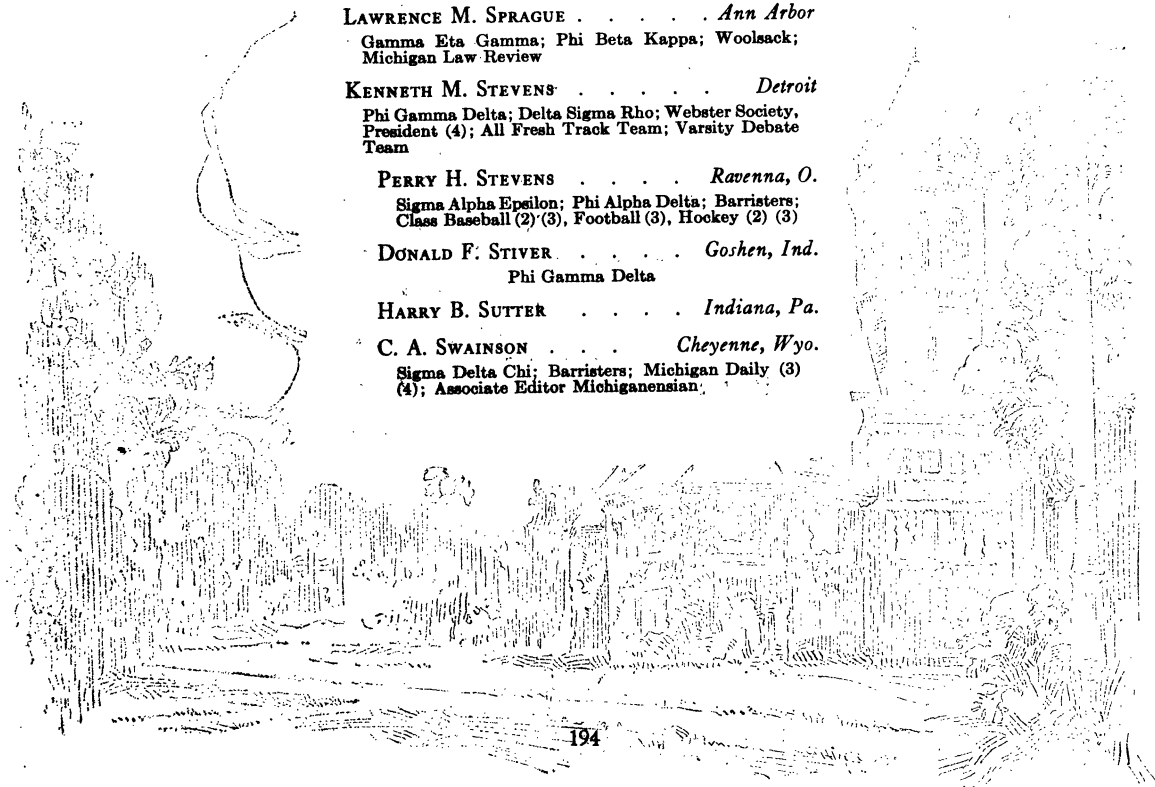 LAWRENCE M. SPRAGUE . . . . . . Ann Arbor
Gamma Eta Gamma; Phi Beta Kappa; Woolsack;
Michigan Law Review
KENNETH M. STEVENS . . . . . Detroit
Phi Gamma Delta; Delta Sigma Rho; Webster Society,
President (4); All Fresh Track Team; Varsity Debate
Team
PERRY H. STEVENS . . . . Ravenna, O.
Sigma Alpha Epsilon; Phi Alpha Delta; Barristers;
Class Baseball (2) (3), Football (3), Hockey (2) (3)
DONALD F. STIVER . . . . Goshen, Ind.
Phi Gamma Delta
HARRY B. SUTTER . . . . Indiana, Pa.
C. A. SWAINSON . . . . Cheyenne, Wyo.
Sigma Delta Chi; Barristers; Michigan Daily (3)
(4); Associate Editor Michiganensian
194